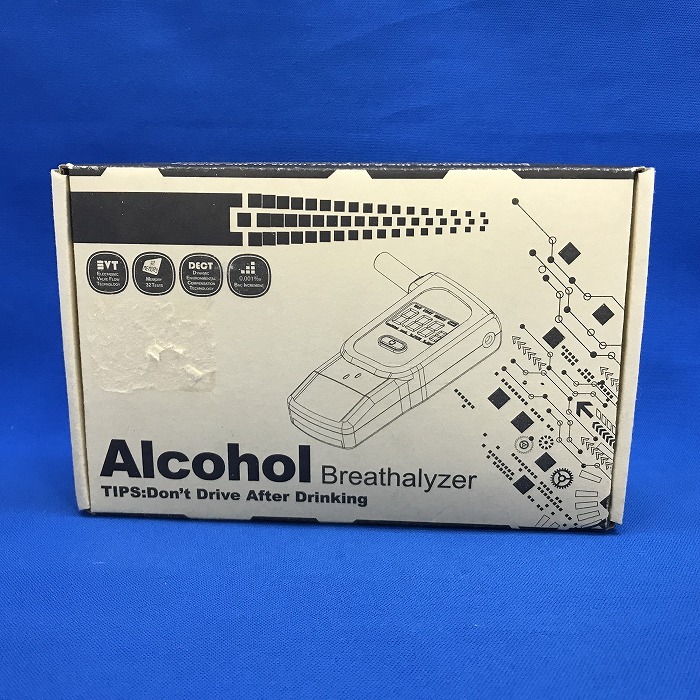 EVT
ELECTRONIC
VALVE FLOW
TECHNOLOGY
MEMORY
32 TESTS
DECT
DYNAMIC
ENVIRONMENTAL
COMPENSATION
TECHNOLOGY
0.001‰
BAC INCREMENT
Alcohol Breathalyzer
TIPS:Don't Drive After Drinking